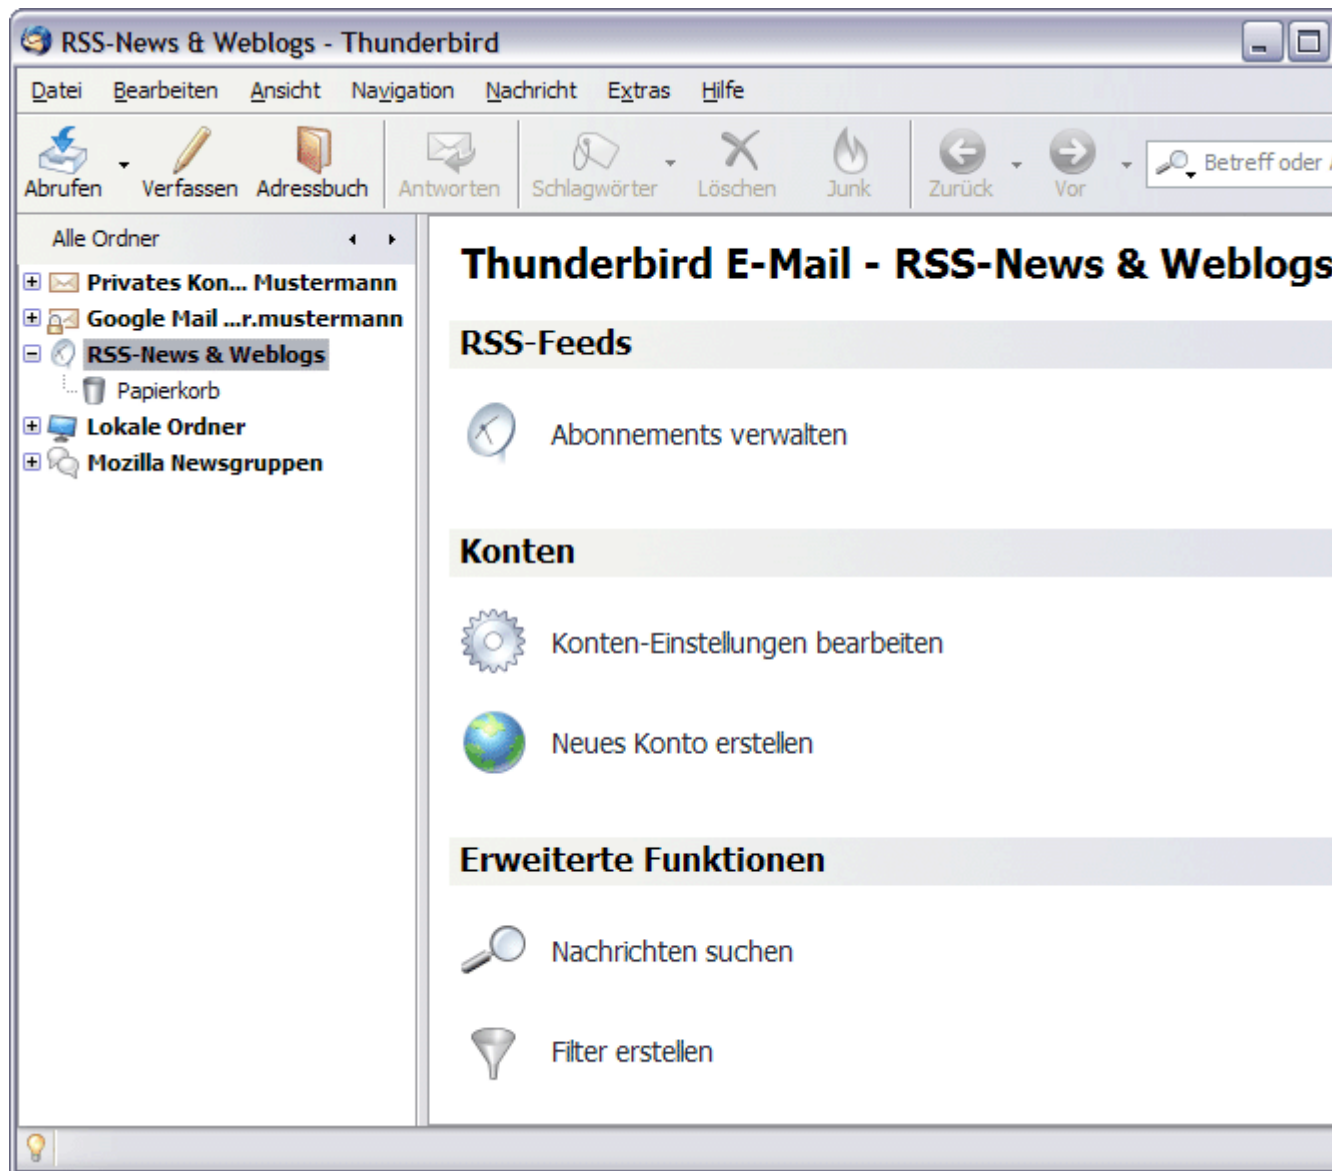 RSS-News & Weblogs - Thunderbird
Datei Bearbeiten Ansicht Navigation Nachricht Extras Hilfe
Abrufen Verfassen Adressbuch Antworten Schlagwörter Löschen Junk Zurück Vor Betreff oder
Alle Ordner
Privates Kon... Mustermann
Google Mail ...r.mustermann
RSS-News & Weblogs
Papierkorb
Lokale Ordner
Mozilla Newsgruppen
Thunderbird E-Mail - RSS-News & Weblogs
RSS-Feeds
Abonnements verwalten
Konten
Konten-Einstellungen bearbeiten
Neues Konto erstellen
Erweiterte Funktionen
Nachrichten suchen
Filter erstellen